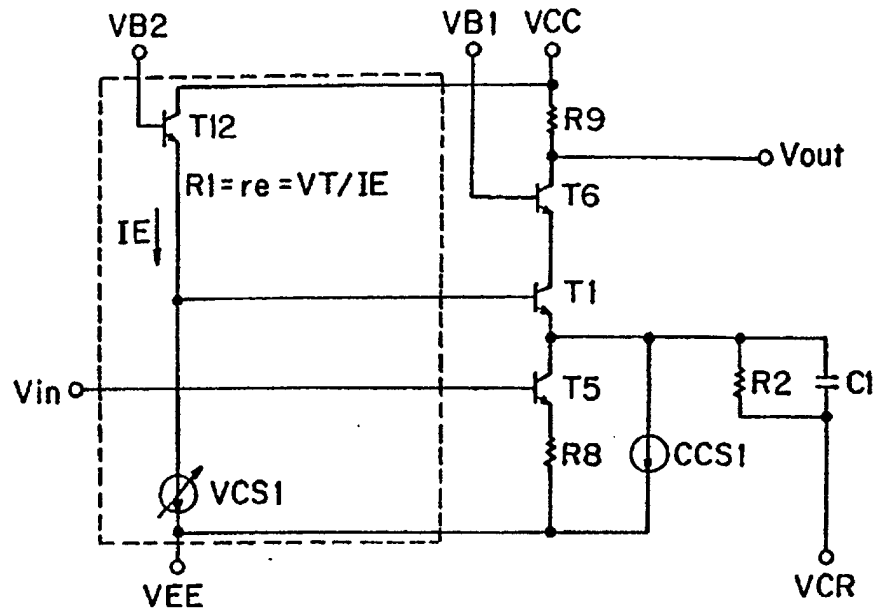 VB2
VB1
VCC
T12
R9
Vout
R1=re=VT/IE
T6
IE
T1
Vin
T5
R2
C1
R8
CCS1
VCS1
VEE
VCR